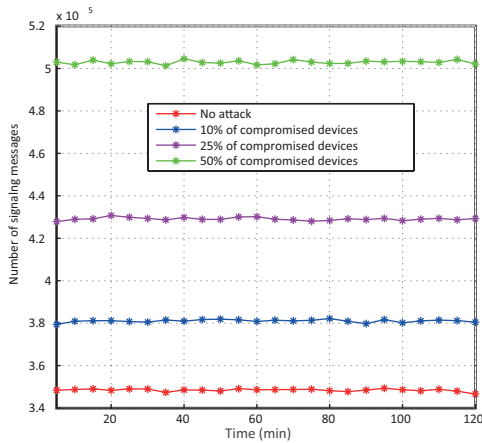 x 10 5
5.2
5
4.8
4.6
4.4
4.2
4
3.8
3.6
3.4
Number of signalng messages
No attack
10% of compromised devices
25% of compromised devices
50% of compromised devices
20 40 60 80 100 120
Time (min)